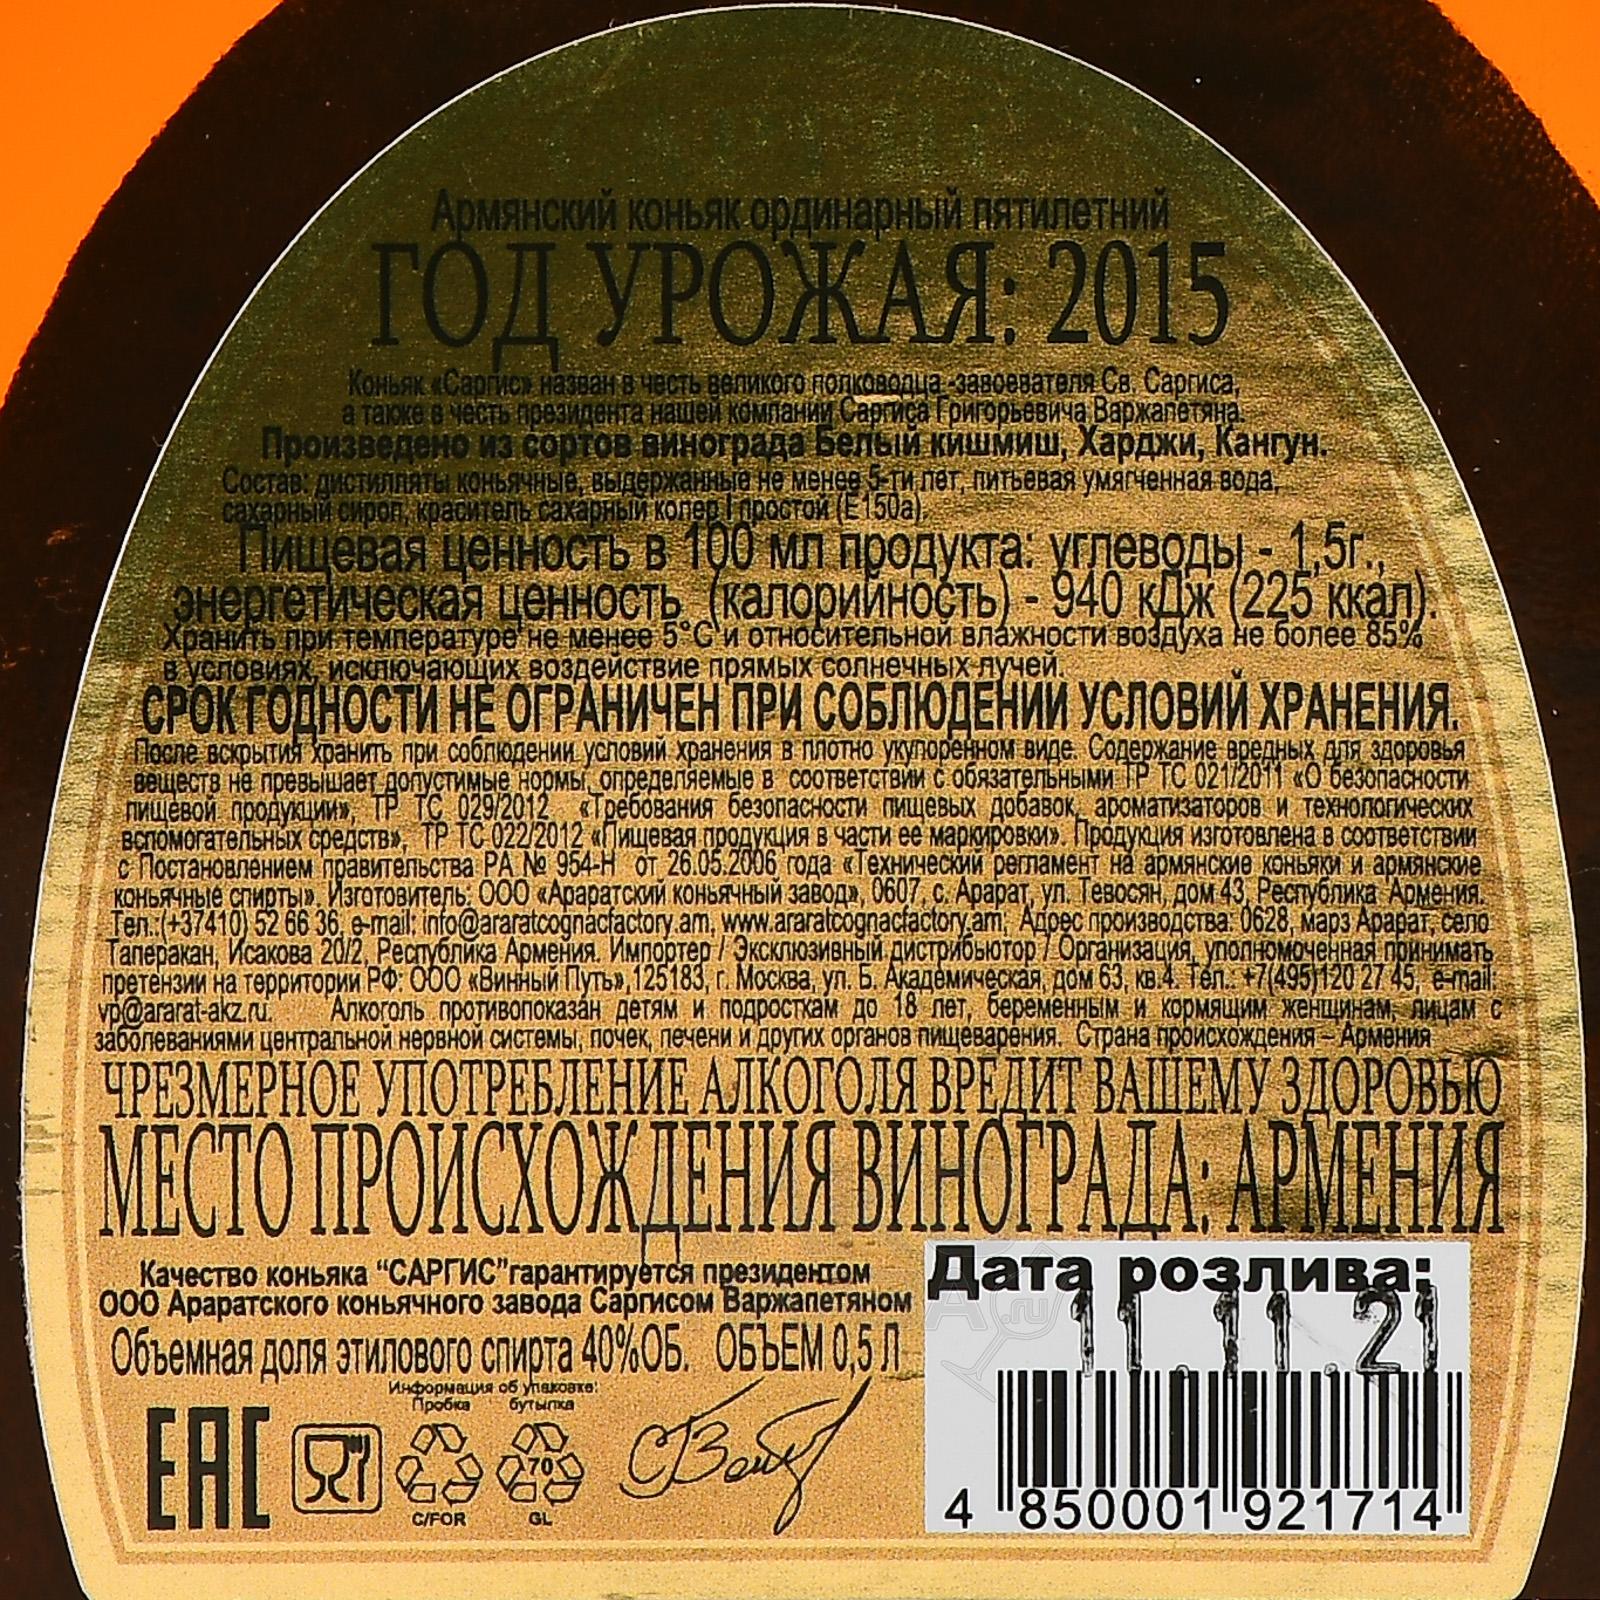 Армянский коньяк ординарный пятилетний
ГОД УРОЖАЯ: 2015
Коньяк «Саргис» назван в честь великого полководца -завоевателя Св. Саргиса,
а также в честь президента нашей компании Саргиса Григорьевича Варжапетяна.
Произведено из сортов винограда Белый кишмиш, Харджи, Кангун.
Состав: дистилляты коньячные, выдержанные не менее 5-ти лет, питьевая умягченная вода,
сахарный сироп, краситель сахарный колер I простой (Е150а).
Пищевая ценность в 100 мл продукта: углеводы - 1,5г.,
энергетическая ценность (калорийность) - 940 кДж (225 ккал).
Хранить при температуре не менее 5°С и относительной влажности воздуха не более 85%
в условиях, исключающих воздействие прямых солнечных лучей.
СРОК ГОДНОСТИ НЕ ОГРАНИЧЕН ПРИ СОБЛЮДЕНИИ УСЛОВИЙ ХРАНЕНИЯ.
После вскрытия хранить при соблюдении условий хранения в плотно укупоренном виде. Содержание вредных для здоровья
веществ не превышает допустимые нормы, определяемые в соответствии с обязательными ТР ТС 021/2011 «О безопасности
пищевой продукции», ТР ТС 029/2012 «Требования безопасности пищевых добавок, ароматизаторов и технологических
вспомогательных средств», ТР ТС 022/2012 «Пищевая продукция в части ее маркировки». Продукция изготовлена в соответствии
с Постановлением правительства РА № 954-Н от 26.05.2006 года «Технический регламент на армянские коньяки и армянские
коньячные спирты». Изготовитель: ООО «Араратский коньячный завод», 0607, с. Арарат, ул. Тевосян, дом 43, Республика Армения.
Тел.:(+37410) 52 66 36, e-mail: info@araratcognacfactory.am, www.araratcognacfactory.am; Адрес производства: 0628, марз Арарат, село
Таперакан, Исакова 20/2, Республика Армения. Импортер / Эксклюзивный дистрибьютор / Организация, уполномоченная принимать
претензии на территории РФ: ООО «Винный Путь»,125183, г. Москва, ул. Б. Академическая, дом 63, кв.4. Тел.: +7(495)120 27 45, e-mail:
vp@ararat-akz.ru. Алкоголь противопоказан детям и подросткам до 18 лет, беременным и кормящим женщинам, лицам с
заболеваниями центральной нервной системы, почек, печени и других органов пищеварения. Страна происхождения – Армения
ЧРЕЗМЕРНОЕ УПОТРЕБЛЕНИЕ АЛКОГОЛЯ ВРЕДИТ ВАШЕМУ ЗДОРОВЬЮ
МЕСТО ПРОИСХОЖДЕНИЯ ВИНОГРАДА: АРМЕНИЯ
Качество коньяка “САРГИС”гарантируется президентом
ООО Араратского коньячного завода Саргисом Варжапетяном
Объемная доля этилового спирта 40%ОБ. ОБЪЕМ 0,5 Л
Информация об упаковке:
Пробка бутылка
ЕАС
70
C/FOR GL
Дата розлива:
11.11.21
4 850001 921714